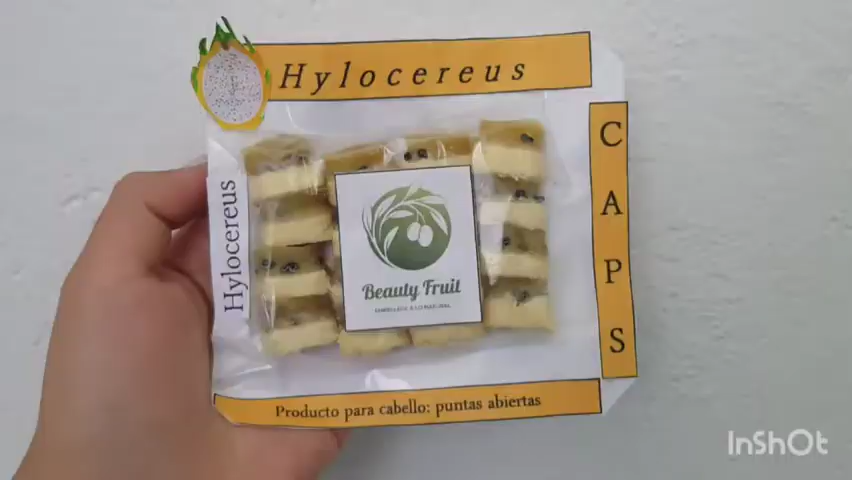 Hylocereus
CAPS
Hylocereus
Beauty Fruit
Producto para cabello: puntas abiertas
InShOt